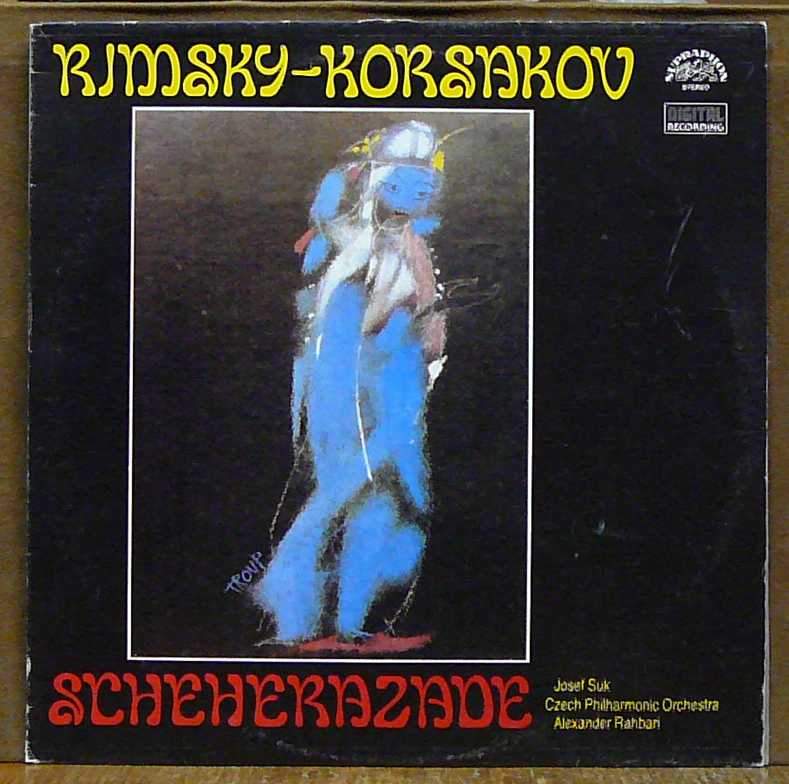 RIMSKY-KORSAKOV
SUPRAPHON
STEREO
DIGITAL
RECORDING
TROUP
SCHEHERAZADE
Josef Suk
Czech Philharmonic Orchestra
Alexander Rahbari